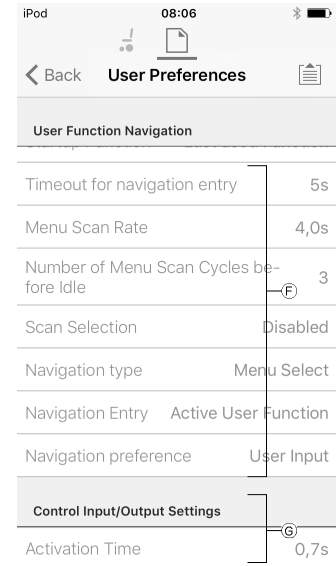 iPod 08:06
Back User Preferences
User Function Navigation
Timeout for navigation entry 5s
Menu Scan Rate 4,0s
Number of Menu Scan Cycles be-
fore Idle 3
F
Scan Selection Disabled
Navigation type Menu Select
Navigation Entry Active User Function
Navigation preference User Input
Control Input/Output Settings
G
Activation Time 0,7s